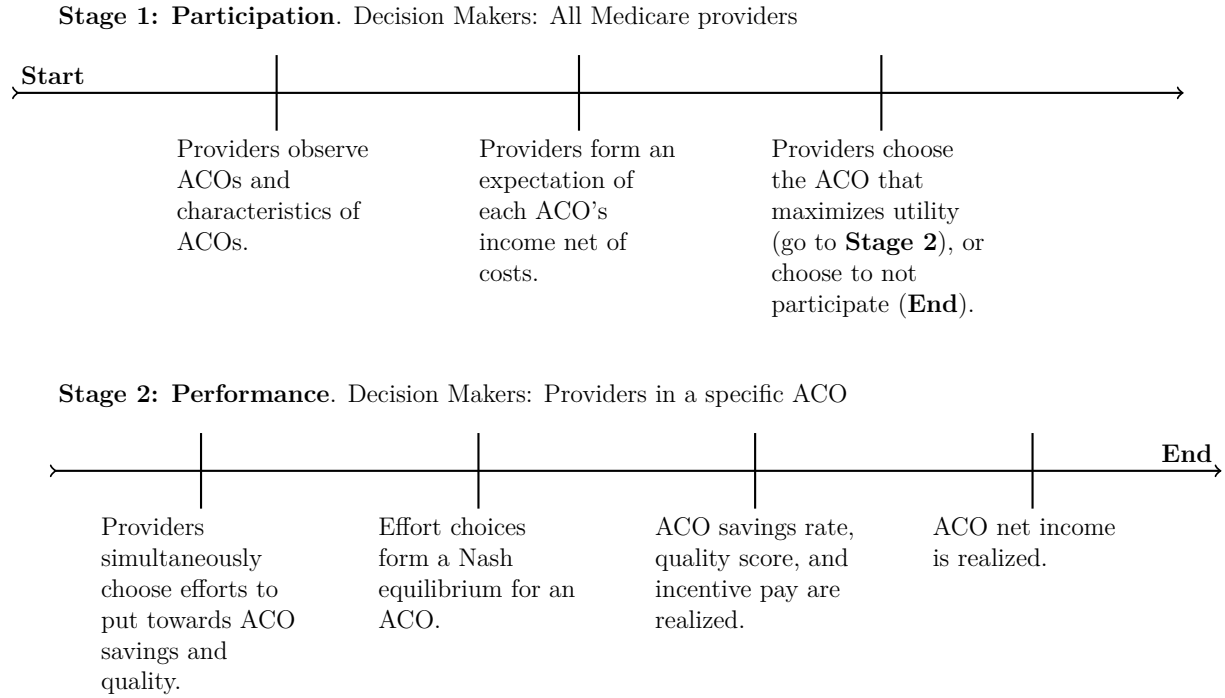 Stage 1: Participation. Decision Makers: All Medicare providers
Start
Providers observe
ACOs and
characteristics of
ACOs.
Providers form an
expectation of
each ACO's
income net of
costs.
Providers choose
the ACO that
maximizes utility
(go to Stage 2), or
choose to not
participate (End).
Stage 2: Performance. Decision Makers: Providers in a specific ACO
End
Providers
simultaneously
choose efforts to
put towards ACO
savings and
quality.
Effort choices
form a Nash
equilibrium for an
ACO.
ACO savings rate,
quality score, and
incentive pay are
realized.
ACO net income
is realized.